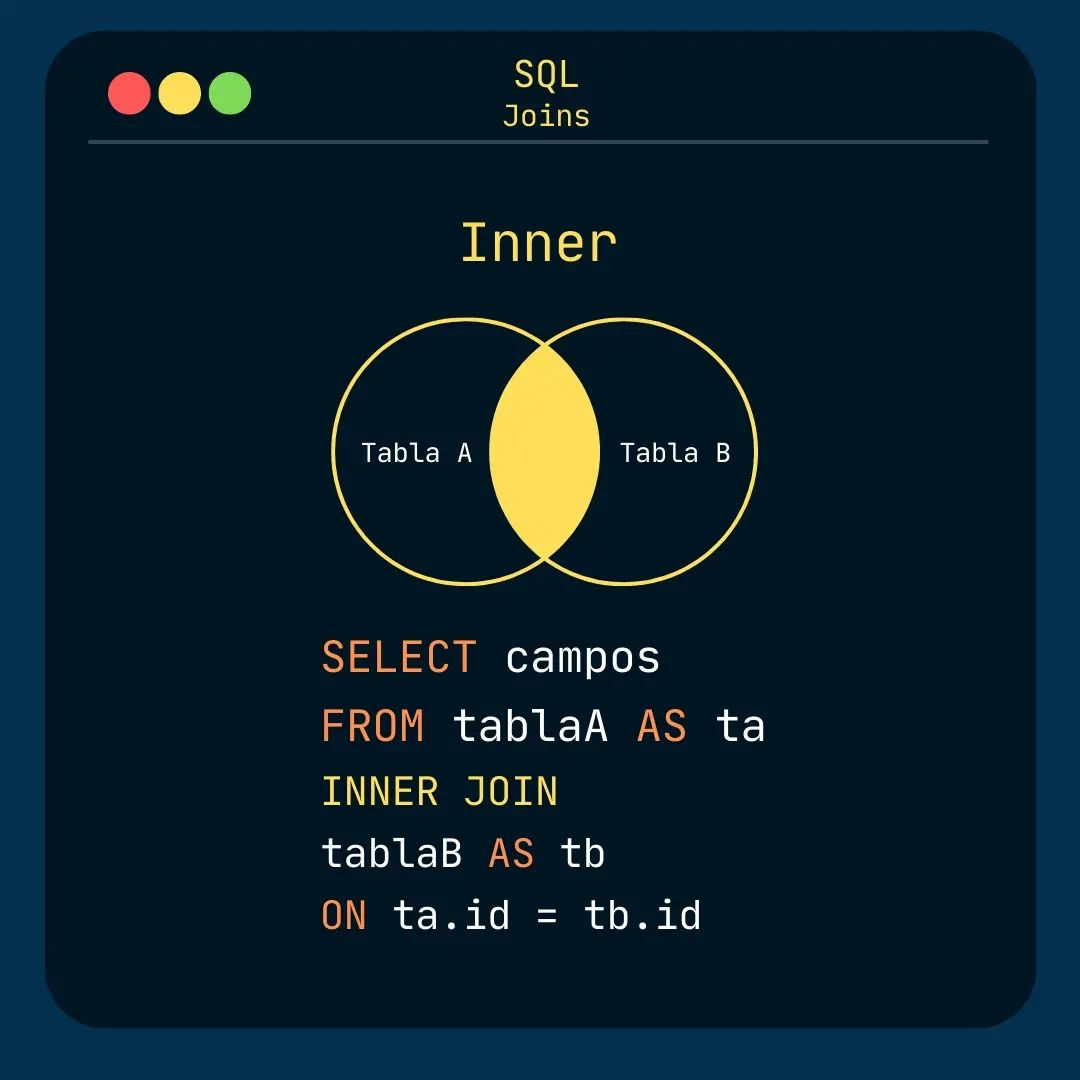 SQL
Joins
Inner
Tabla A
Tabla B
SELECT campos
FROM tablaA AS ta
INNER JOIN
tablaB AS tb
ON ta.id = tb.id